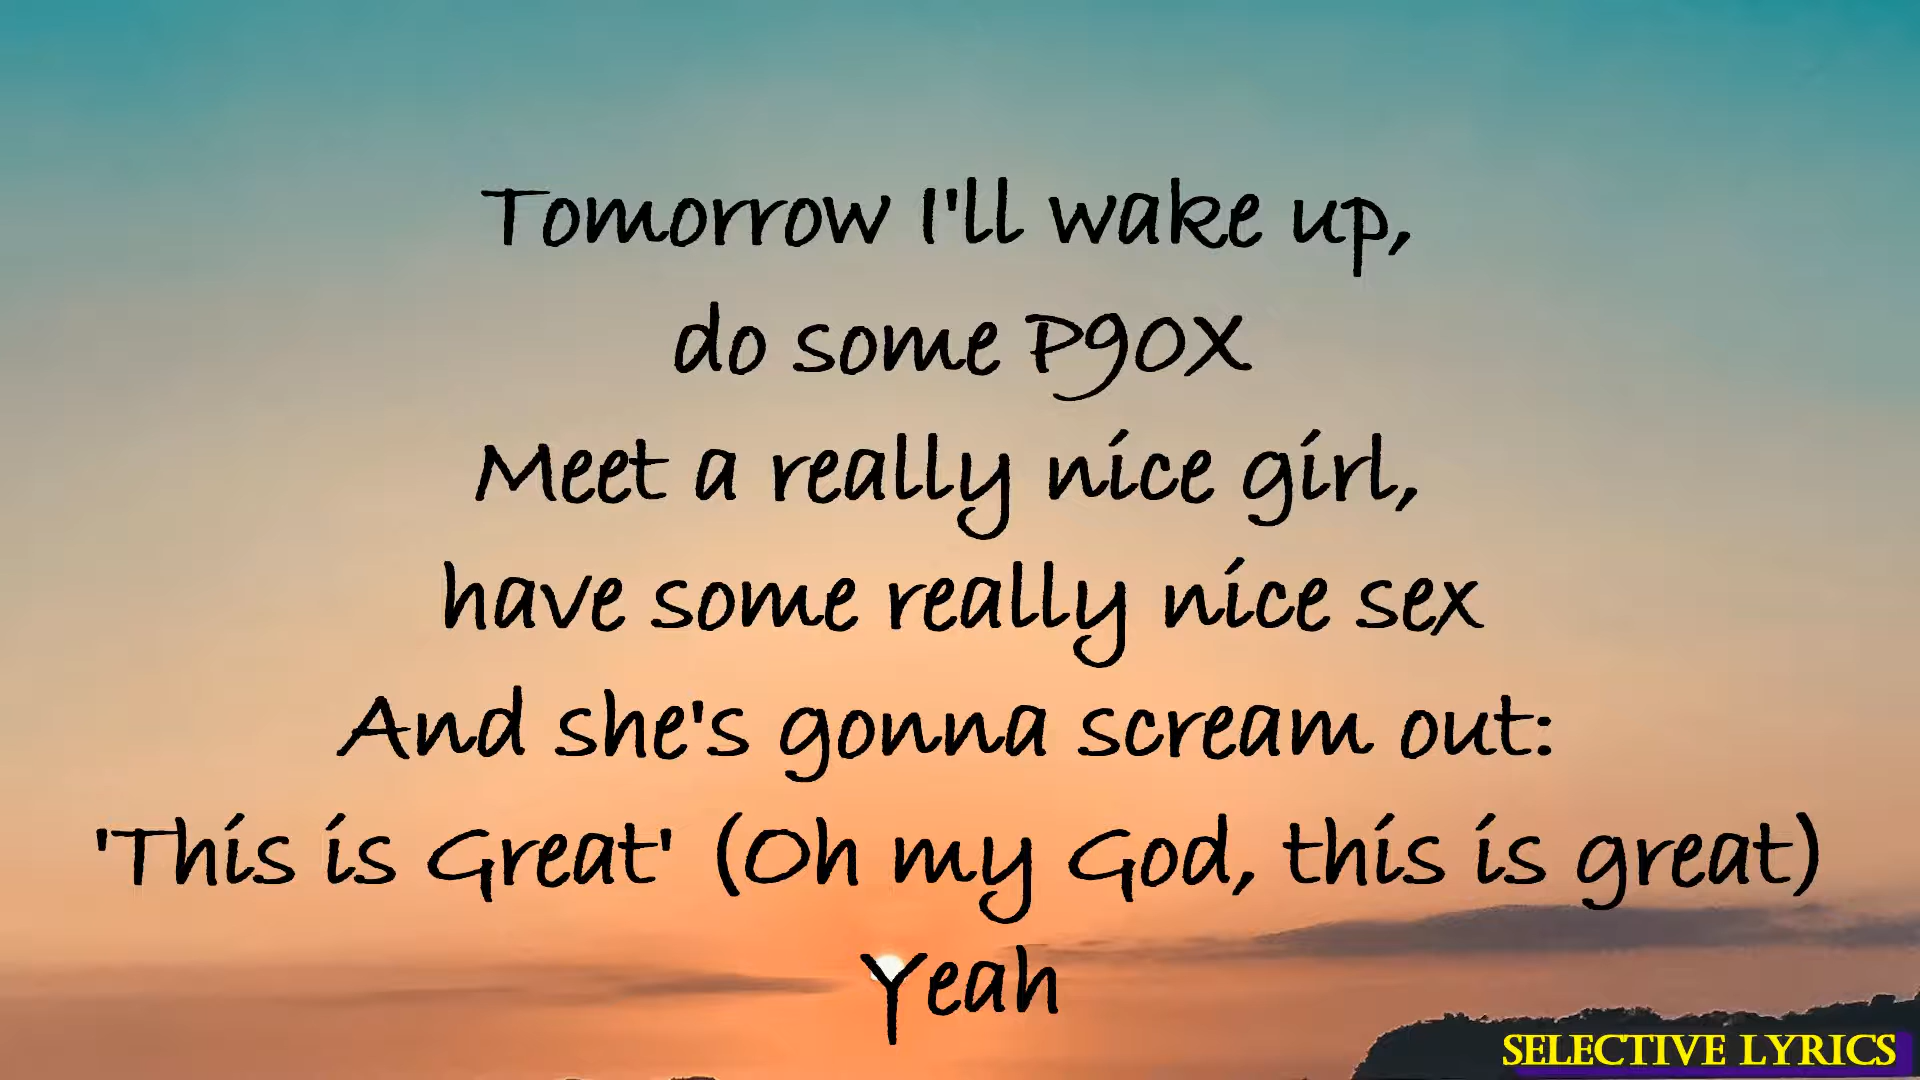 Tomorrow I'll wake up,
do some P90X
Meet a really nice girl,
have some really nice sex
And she's gonna scream out:
'This is Great' (Oh my God, this is great)
Yeah
SELECTIVE LYRICS